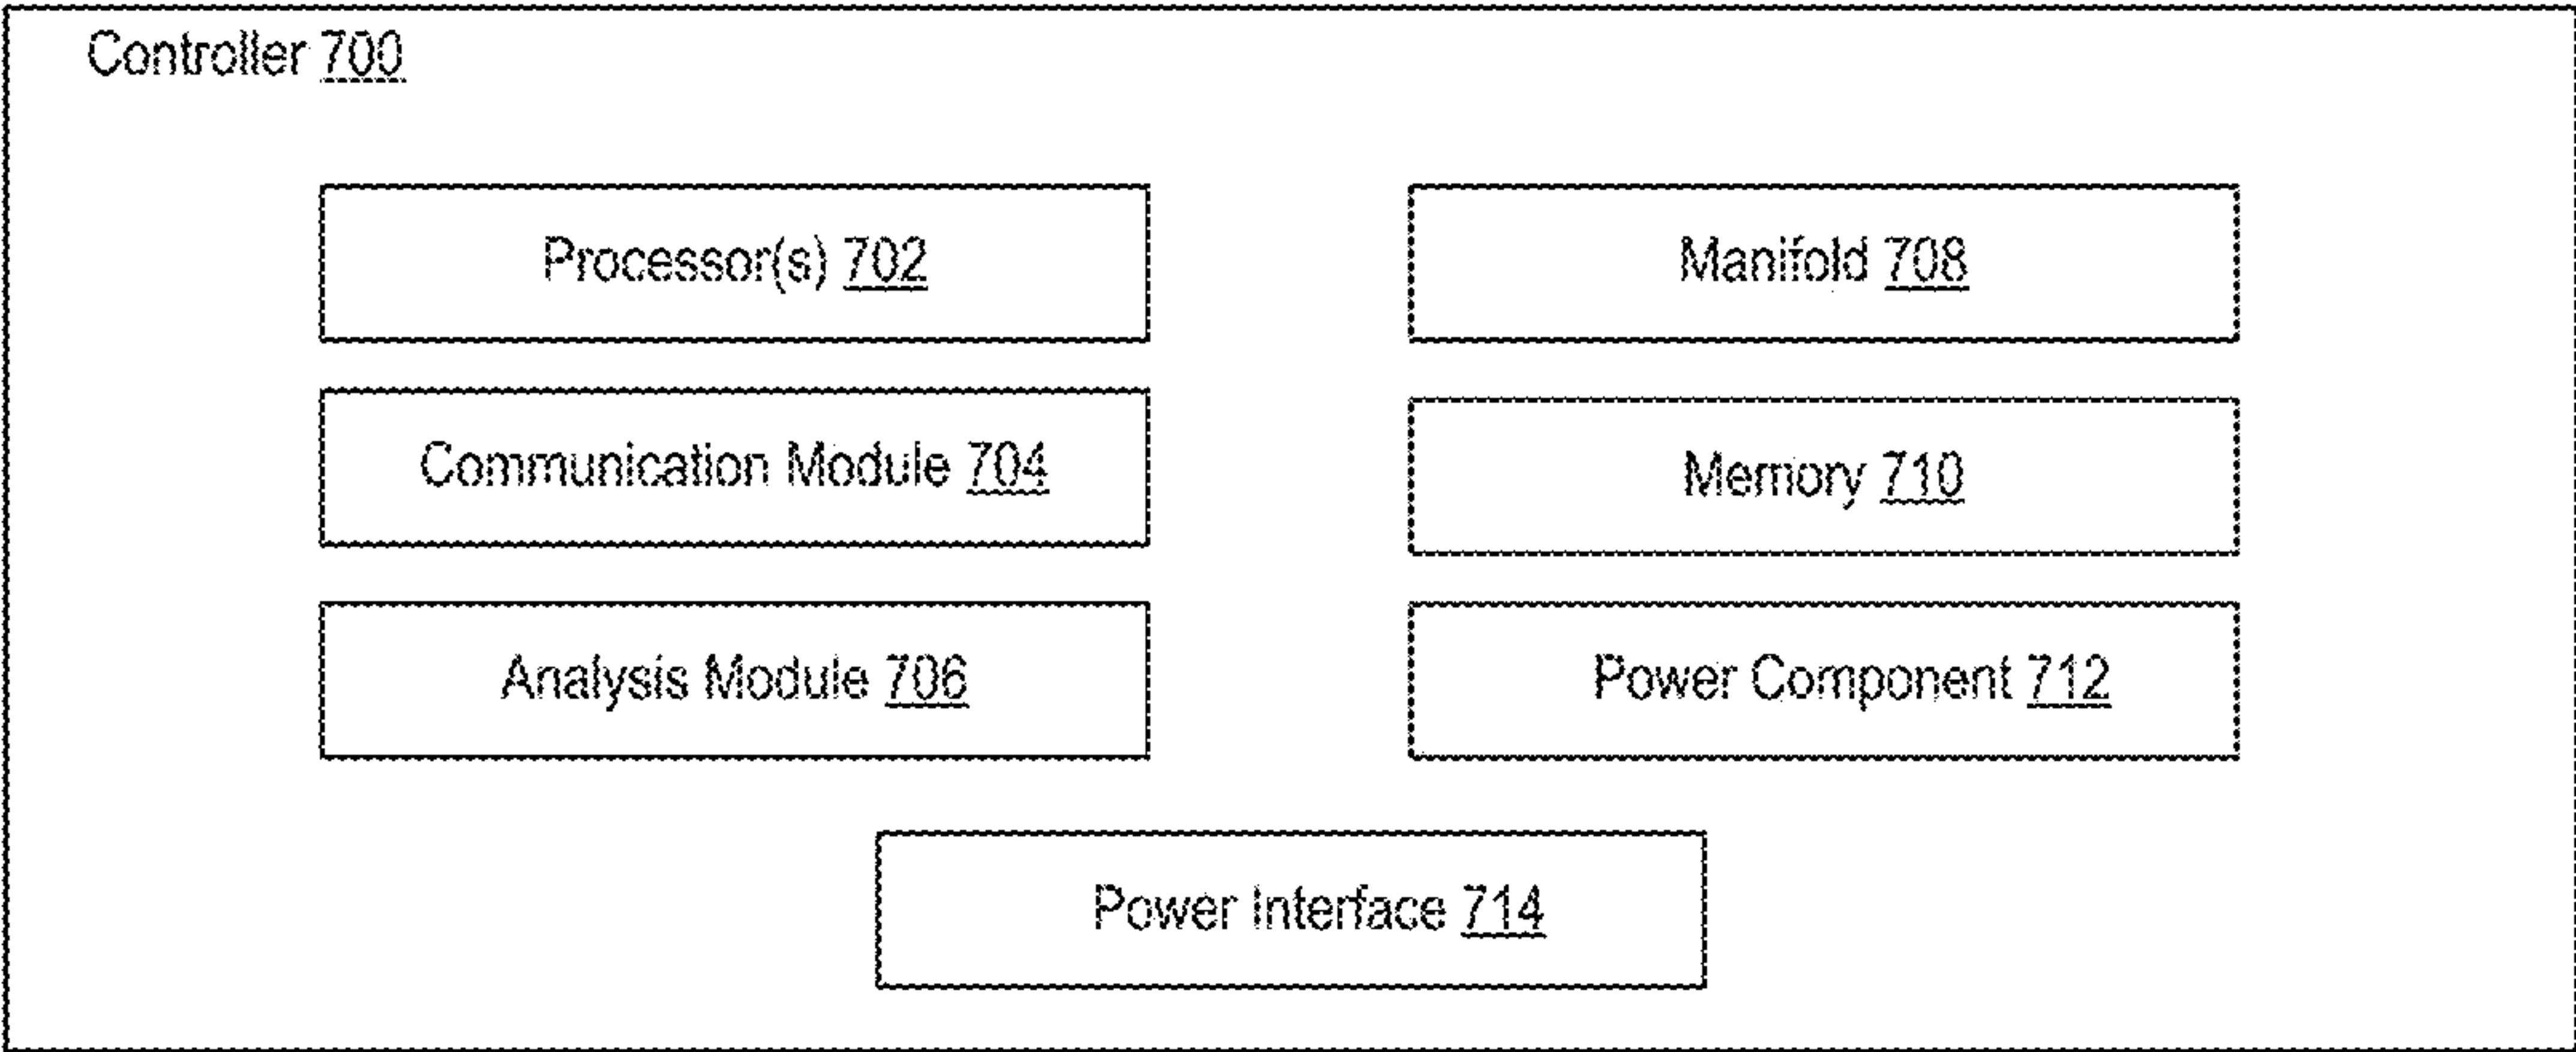 Controller 700
Processor(s) 702
Manifold 708
Communication Module 704
Memory 710
Analysis Module 706
Power Component 712
Power Interface 714